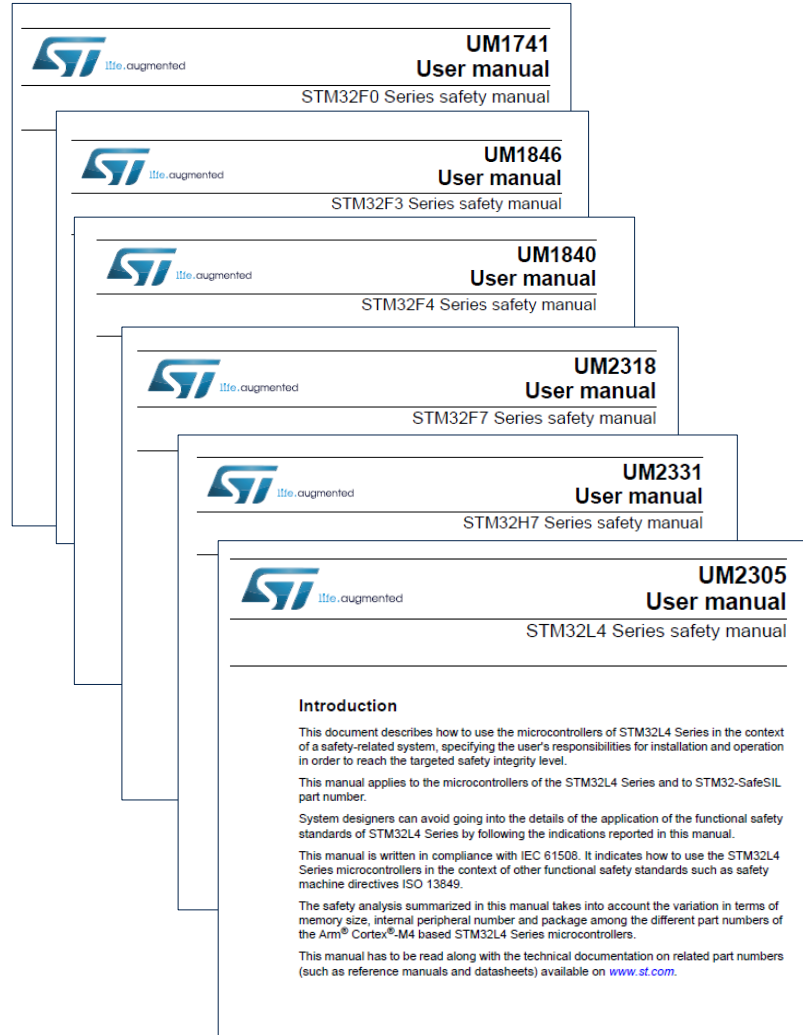 ST life.augmented
UM1741
User manual
STM32F0 Series safety manual
ST life.augmented
UM1846
User manual
STM32F3 Series safety manual
ST life.augmented
UM1840
User manual
STM32F4 Series safety manual
ST life.augmented
UM2318
User manual
STM32F7 Series safety manual
ST life.augmented
UM2331
User manual
STM32H7 Series safety manual
ST life.augmented
UM2305
User manual
STM32L4 Series safety manual
Introduction
This document describes how to use the microcontrollers of STM32L4 Series in the context
of a safety-related system, specifying the user's responsibilities for installation and operation
in order to reach the targeted safety integrity level.
This manual applies to the microcontrollers of the STM32L4 Series and to STM32-SafeSIL
part number.
System designers can avoid going into the details of the application of the functional safety
standards of STM32L4 Series by following the indications reported in this manual.
This manual is written in compliance with IEC 61508. It indicates how to use the STM32L4
Series microcontrollers in the context of other functional safety standards such as safety
machine directives ISO 13849.
The safety analysis summarized in this manual takes into account the variation in terms of
memory size, internal peripheral number and package among the different part numbers of
the Arm® Cortex®-M4 based STM32L4 Series microcontrollers.
This manual has to be read along with the technical documentation on related part numbers
(such as reference manuals and datasheets) available on www.st.com.